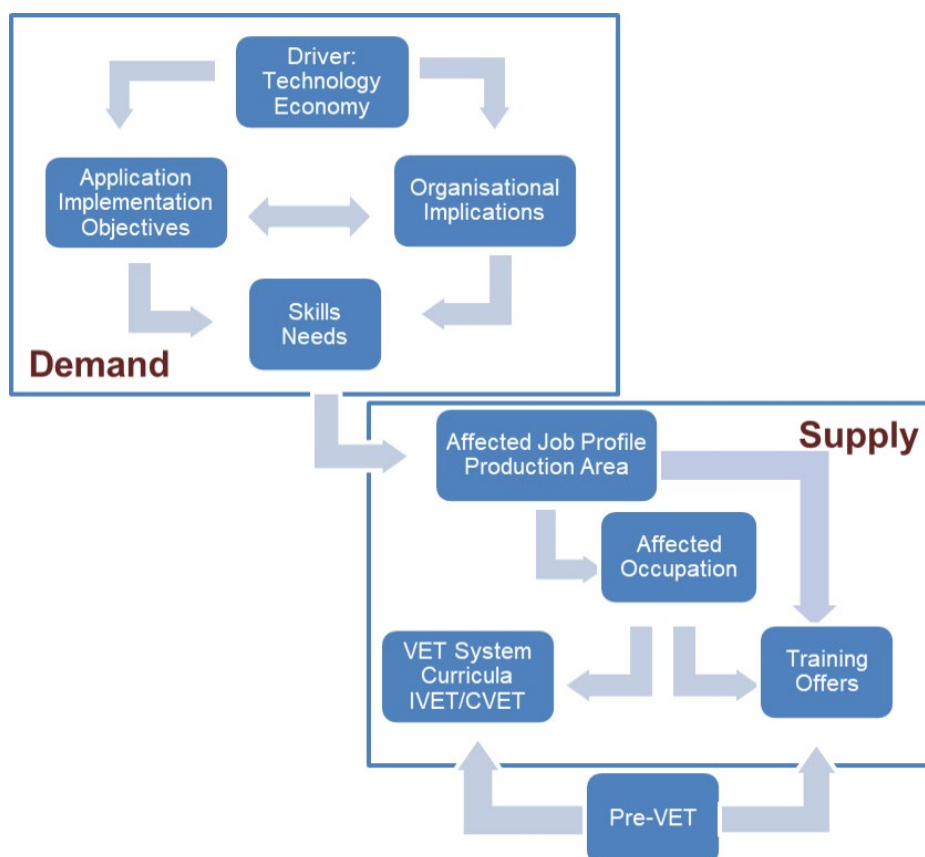 Driver:
Technology
Economy
Application
Implementation
Objectives
Organisational
Implications
Skills
Needs
Demand
Affected Job Profile
Production Area
Supply
Affected
Occupation
VET System
Curricula
IVET/CVET
Training
Offers
Pre-VET